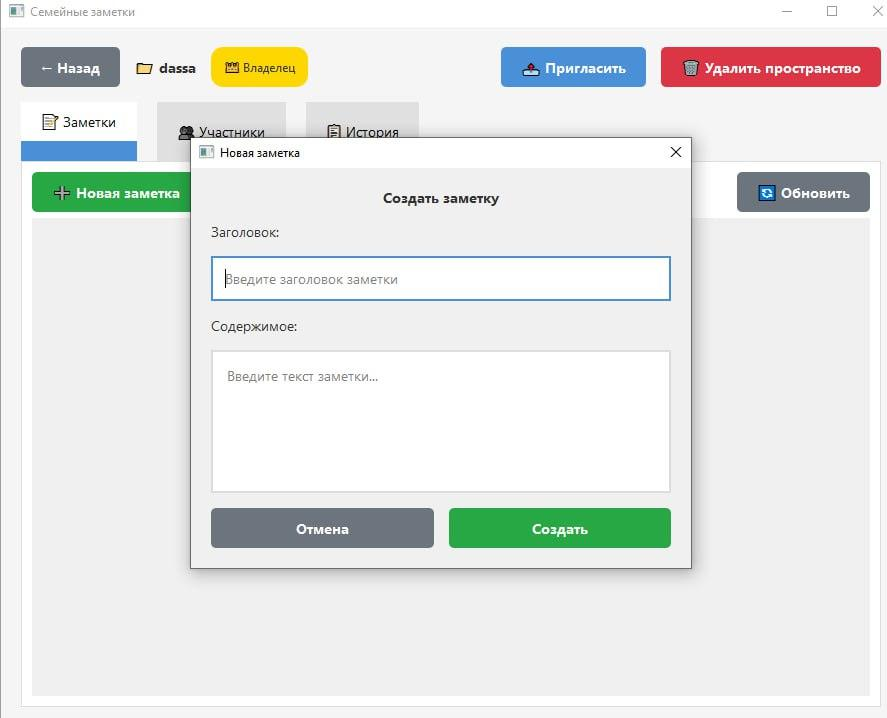 Семейные заметки
← Назад
dassa
Владелец
Пригласить
Удалить пространство
Заметки
Участники
История
Новая заметка
Новая заметка
Обновить
Создать заметку
Заголовок:
Введите заголовок заметки
Содержимое:
Введите текст заметки...
Отмена
Создать